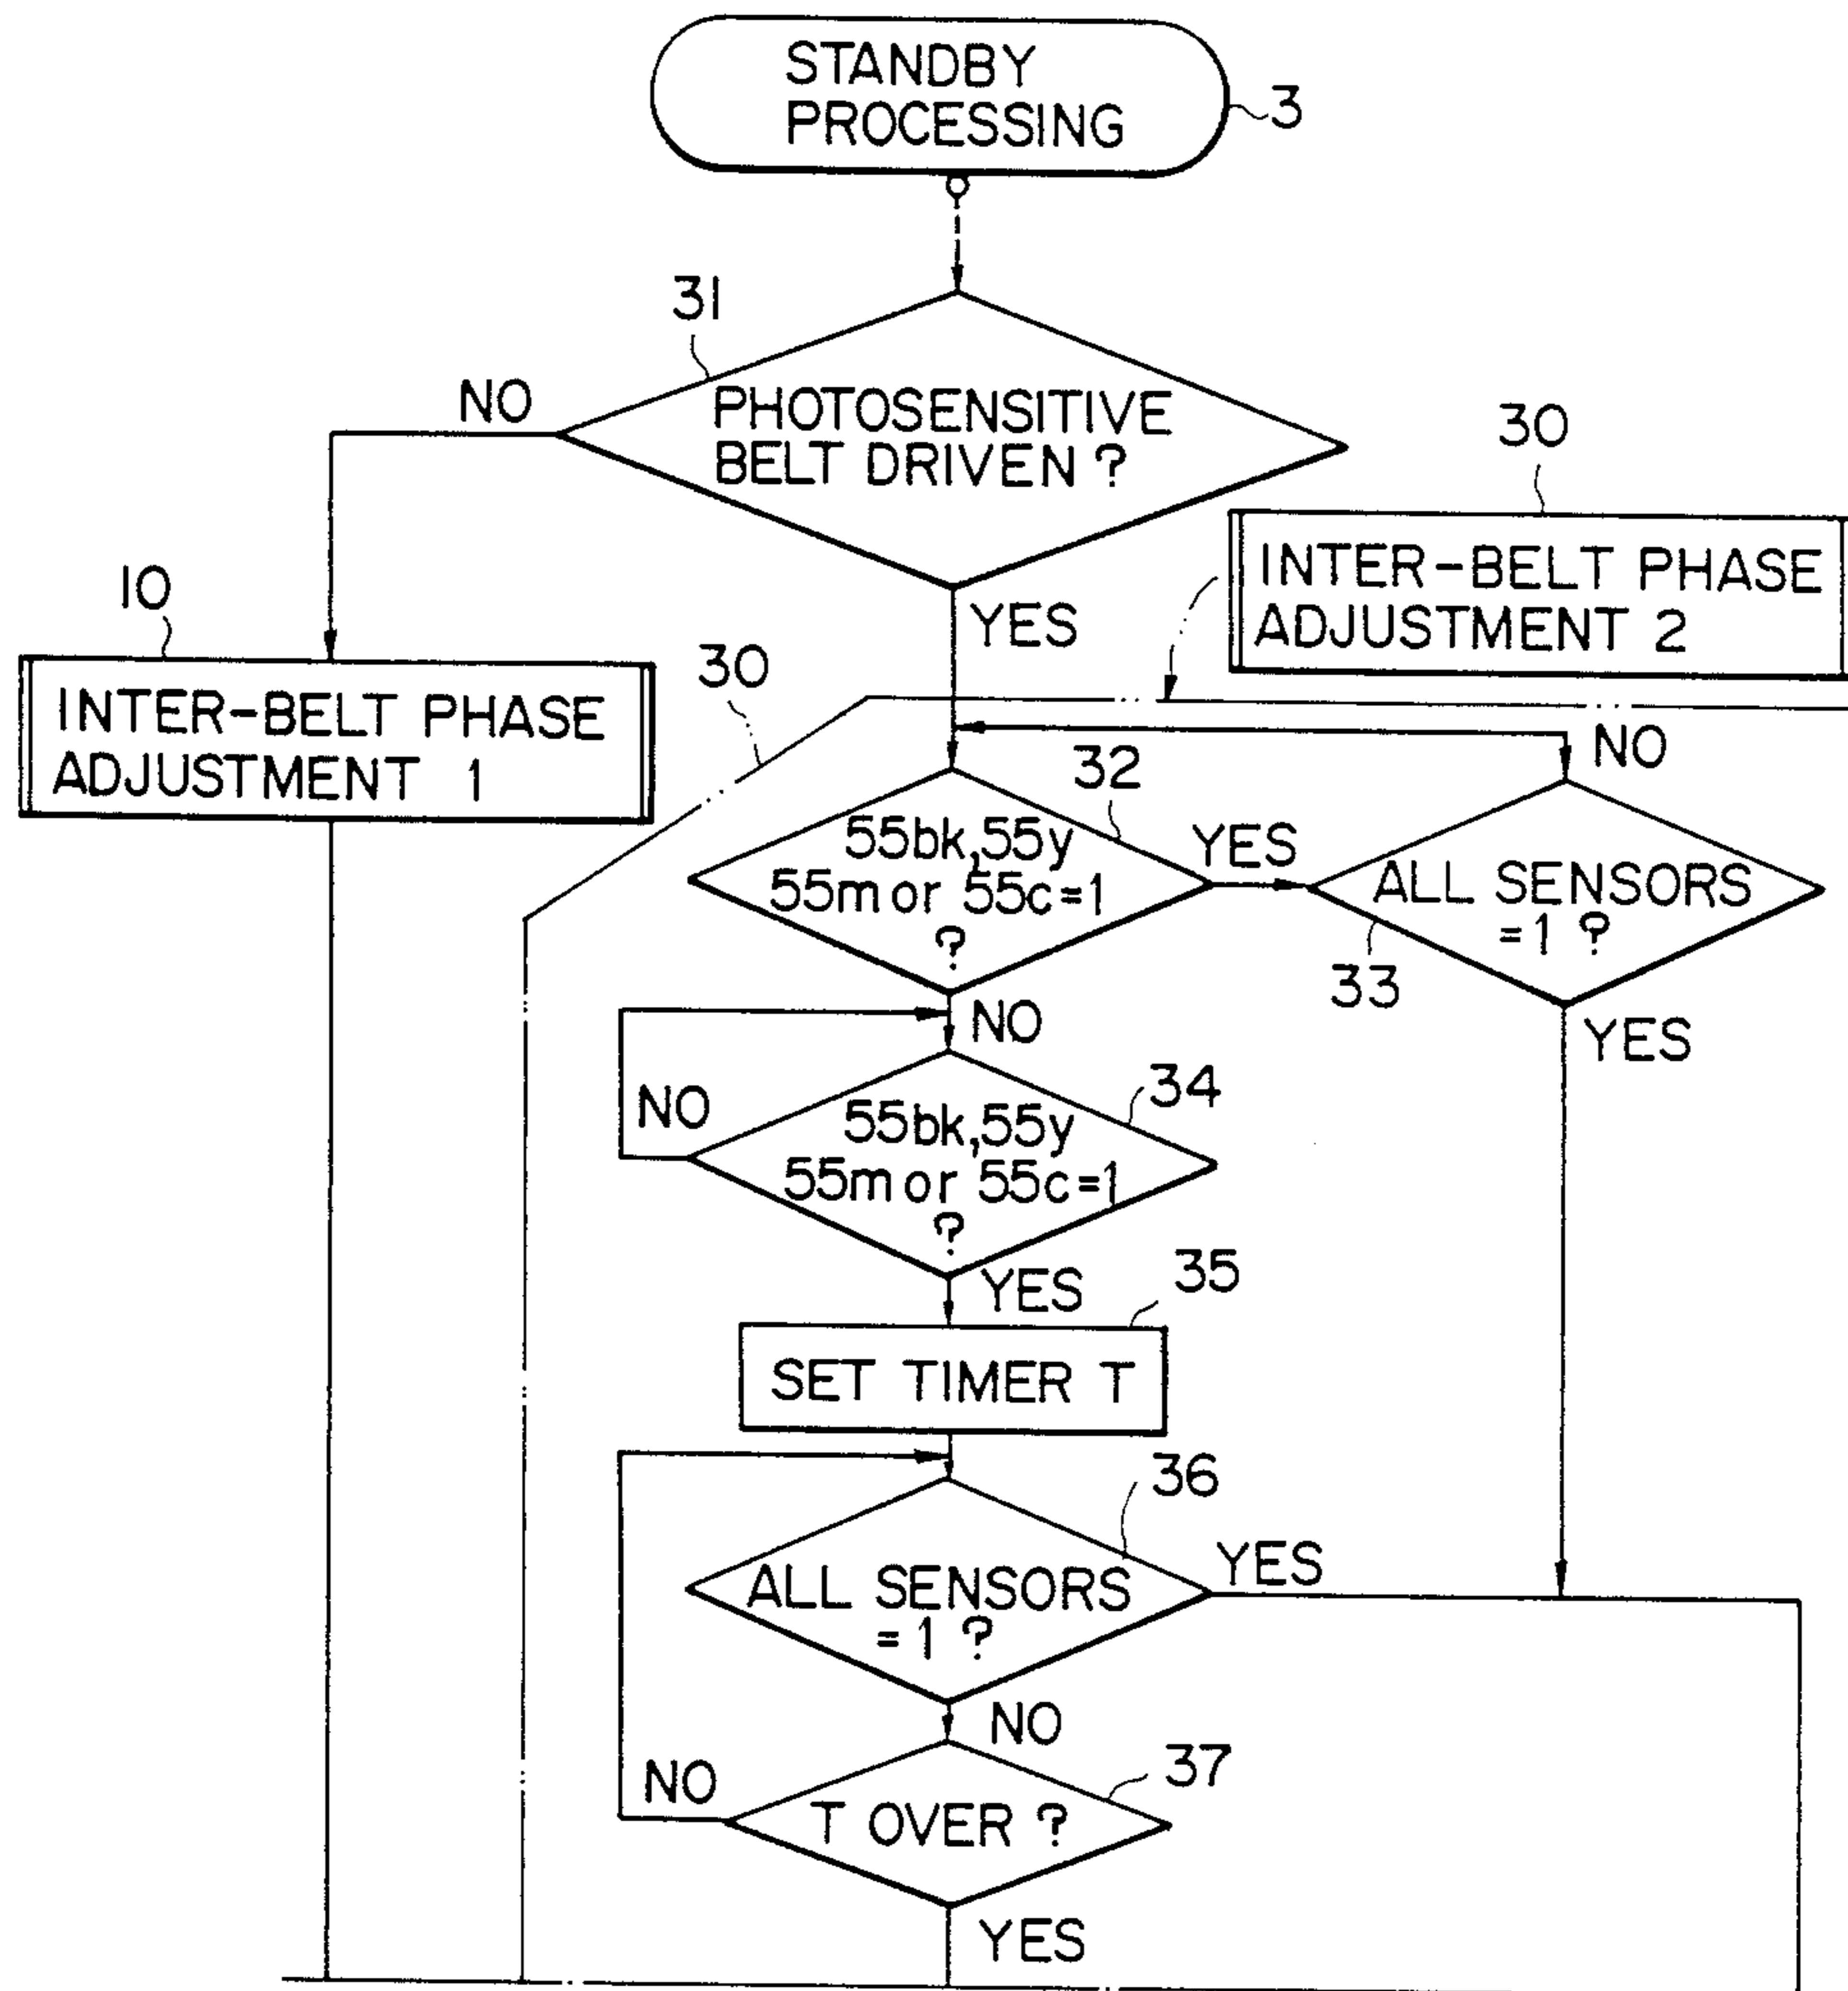 STANDBY
PROCESSING
3
31
NO
PHOTOSENSITIVE
BELT DRIVEN ?
30
INTER-BELT PHASE
ADJUSTMENT 2
YES
10
30
INTER-BELT PHASE
ADJUSTMENT 1
NO
32
55bk,55y
55m or 55c=1
?
YES
ALL SENSORS
=1 ?
33
NO
YES
34
NO
55bk,55y
55m or 55c=1
?
YES
35
SET TIMER T
36
ALL SENSORS
=1 ?
YES
NO
37
NO
T OVER ?
YES